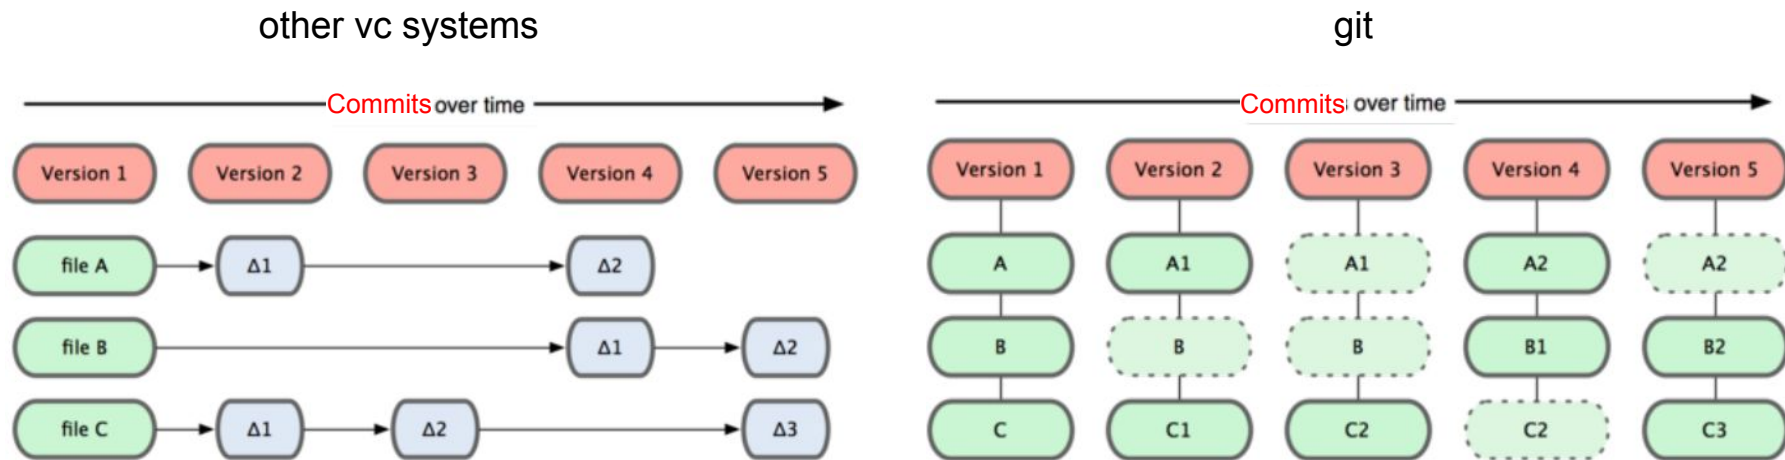 other vc systems
git
Commits over time
Commits over time
Version 1 Version 2 Version 3 Version 4 Version 5
file A Δ1 Δ2
file B Δ1 Δ2
file C Δ1 Δ2 Δ3
Version 1 Version 2 Version 3 Version 4 Version 5
A A1 A1 A2 A2
B B B B1 B2
C C1 C2 C2 C3